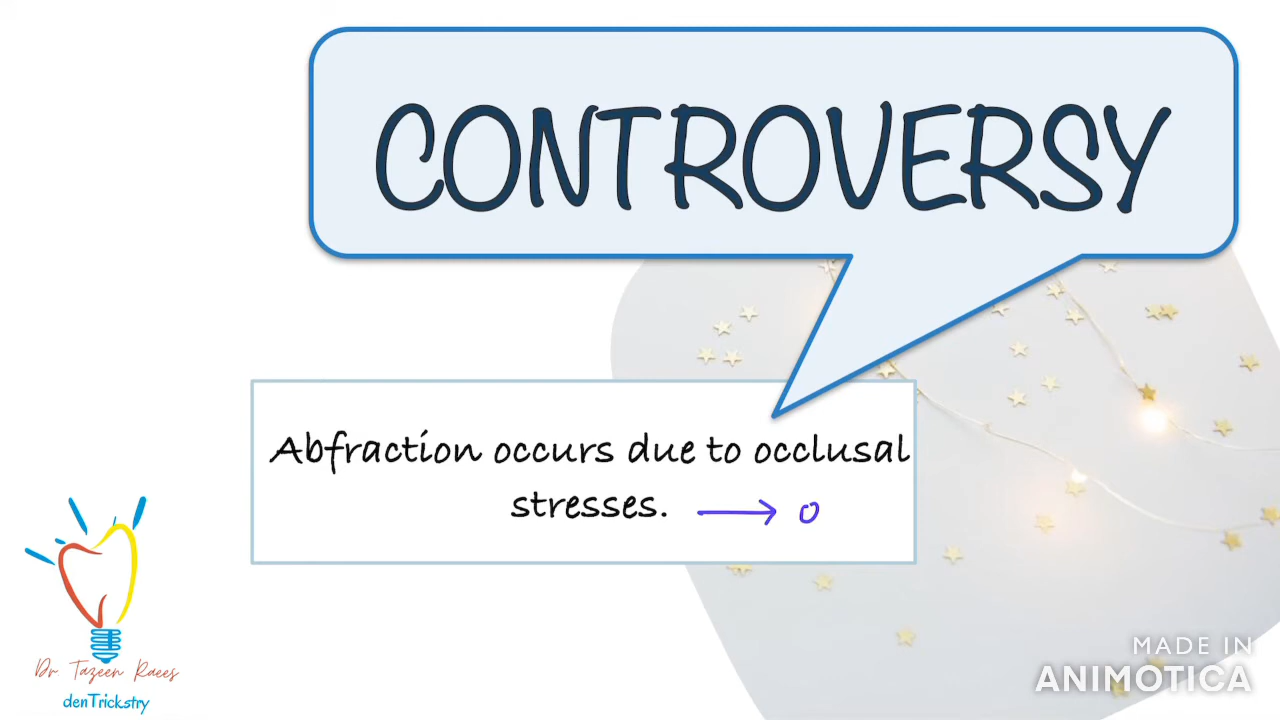 CONTROVERSY
Abfraction occurs due to occlusal
stresses. → o
Dr Tazeen Raees
denTrickstry
MADE IN
ANIMOTICA